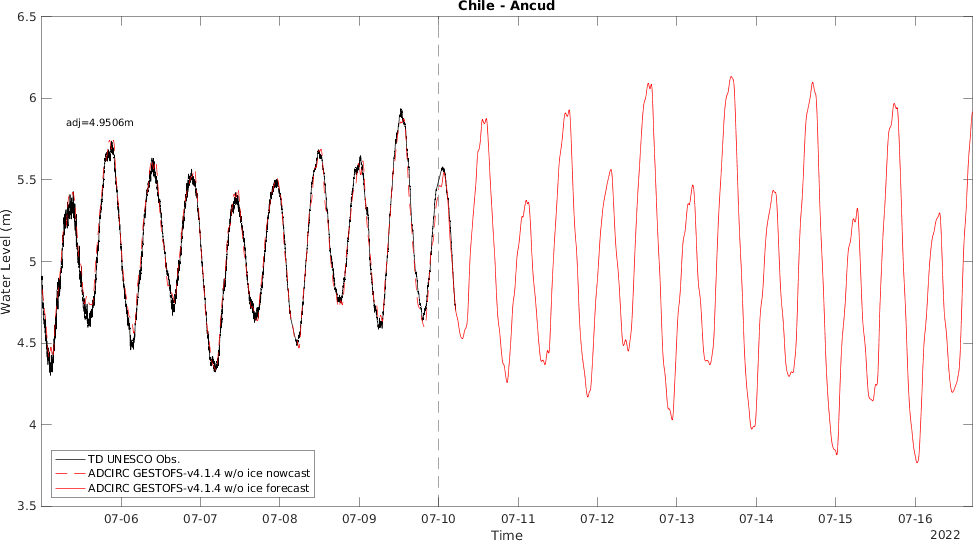 Chile - Ancud
6.5
6
5.5
5
4.5
4
3.5
Water Level (m)
adj=4.9506m
TD UNESCO Obs.
ADCIRC GESTOFS-v4.1.4 w/o ice nowcast
ADCIRC GESTOFS-v4.1.4 w/o ice forecast
07-06 07-07 07-08 07-09 07-10 07-11 07-12 07-13 07-14 07-15 07-16
Time
2022